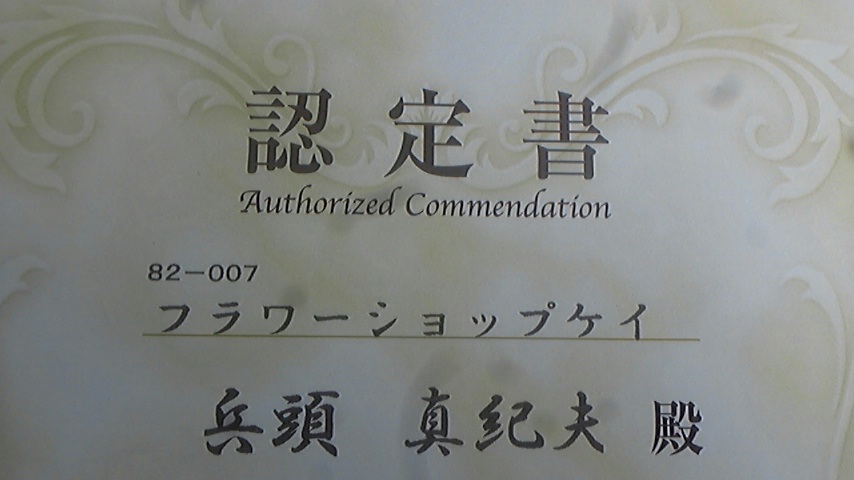 認定書
Authorized Commendation
82-007
フラワーショップケイ
兵頭 真紀夫 殿